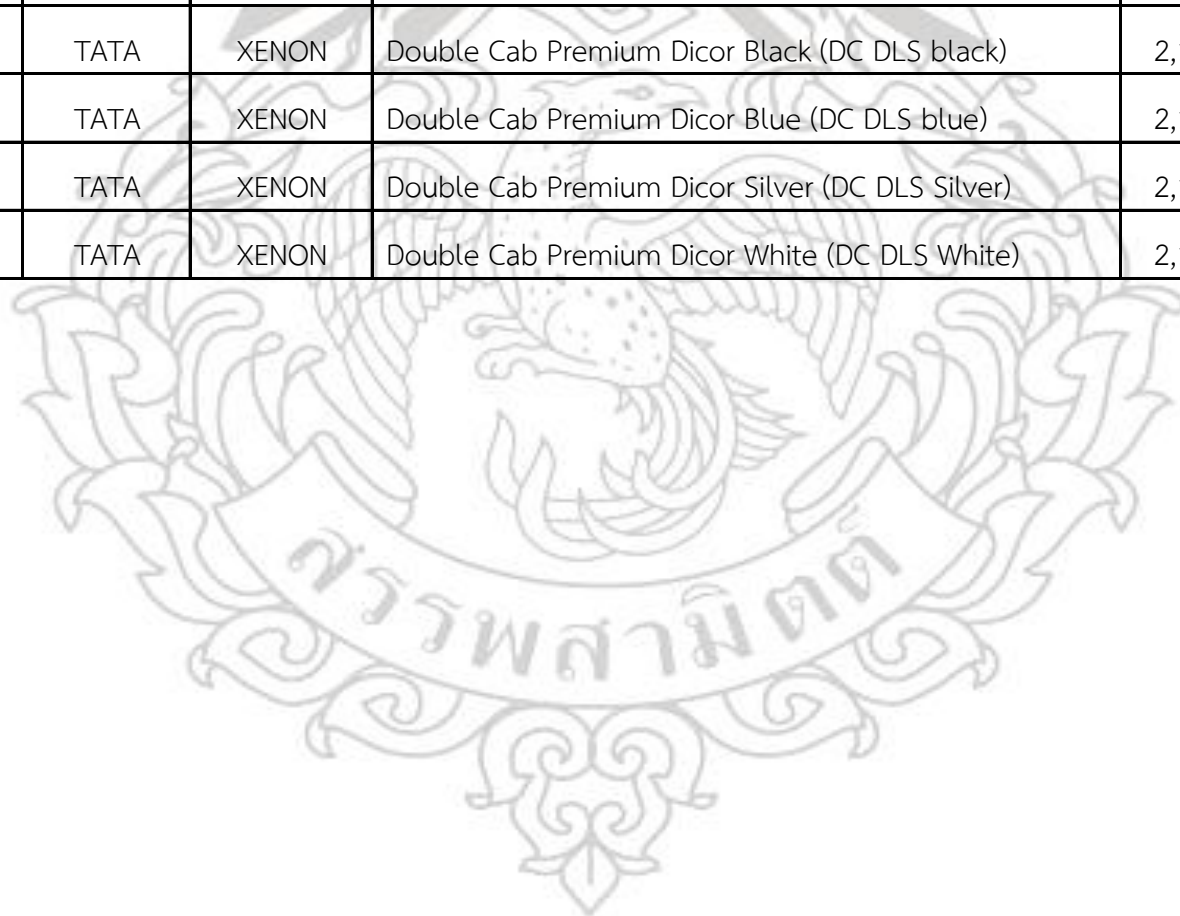 TATA XENON Double Cab Premium Dicor Black (DC DLS black) 2,
TATA XENON Double Cab Premium Dicor Blue (DC DLS blue) 2,
TATA XENON Double Cab Premium Dicor Silver (DC DLS Silver) 2,
TATA XENON Double Cab Premium Dicor White (DC DLS White) 2,
สรรพสามิตต์